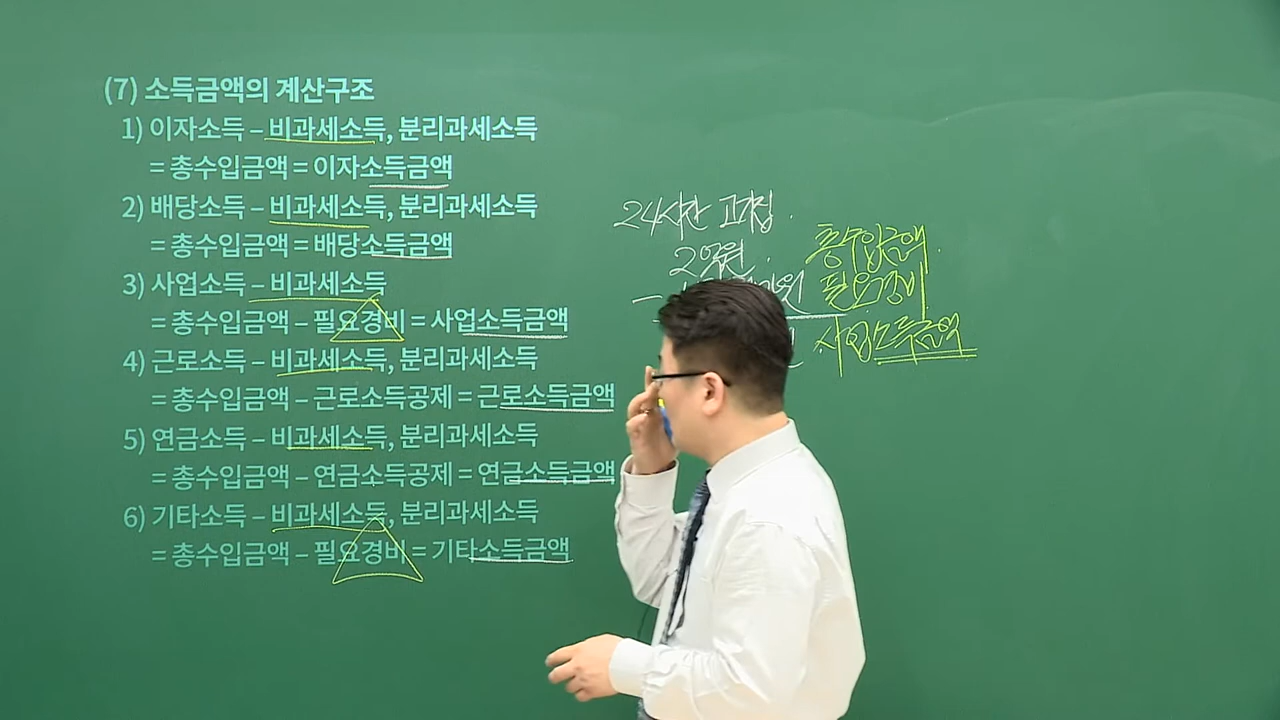 (7) 소득금액의 계산구조
1) 이자소득 – 비과세소득, 분리과세소득
= 총수입금액 = 이자소득금액
2) 배당소득 – 비과세소득, 분리과세소득
= 총수입금액 = 배당소득금액
3) 사업소득 – 비과세소득
= 총수입금액 – 필요경비 = 사업소득금액
4) 근로소득 – 비과세소득, 분리과세소득
= 총수입금액 – 근로소득공제 = 근로소득금액
5) 연금소득 – 비과세소득, 분리과세소득
= 총수입금액 – 연금소득공제 = 연금소득금액
6) 기타소득 – 비과세소득, 분리과세소득
= 총수입금액 – 필요경비 = 기타소득금액
24시간 고기집
2억원 총수입금액
필요경비
사업소득금액